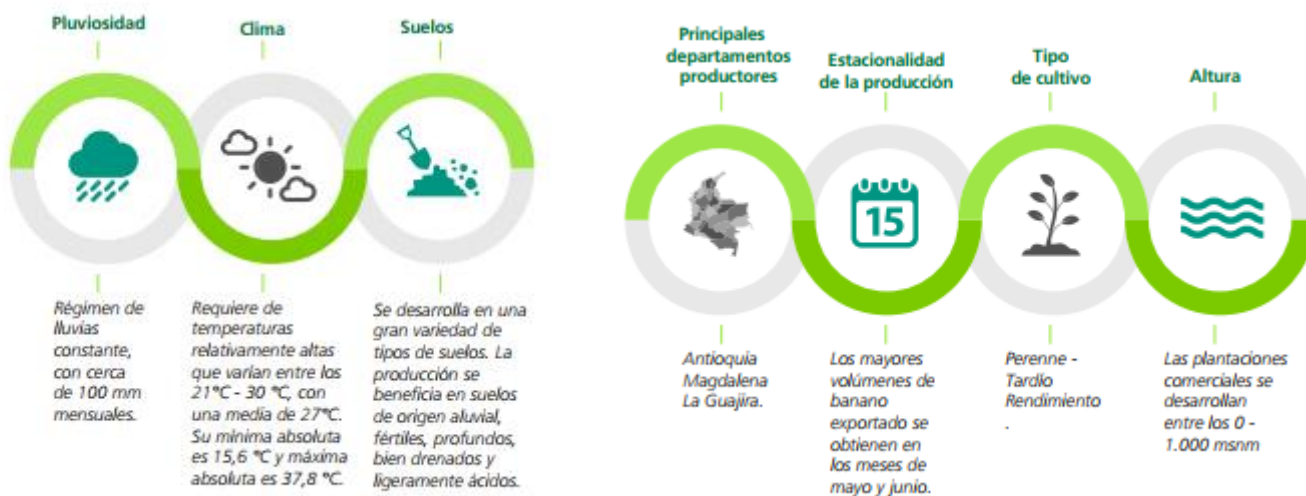 Pluviosidad
Régimen de
lluvias
constante,
con cerca
de 100 mm
mensuales.
Clima
Requiere de
temperaturas
relativamente altas
que varían entre los
21°C - 30 °C, con
una media de 27°C.
Su mínima absoluta
es 15,6 °C y máxima
absoluta es 37,8 °C.
Suelos
Se desarrolla en una
gran variedad de
tipos de suelos. La
producción se
beneficia en suelos
de origen aluvial,
fértiles, profundos,
bien drenados y
ligeramente ácidos.
Principales
departamentos
productores
Antioquia
Magdalena
La Guajira.
Estacionalidad
de la producción
15
Los mayores
volúmenes de
banano
exportado se
obtienen en
los meses de
mayo y junio.
Tipo
de cultivo
Perenne -
Tardío
Rendimiento
.
Altura
Las plantaciones
comerciales se
desarrollan
entre los 0 -
1.000 msnm